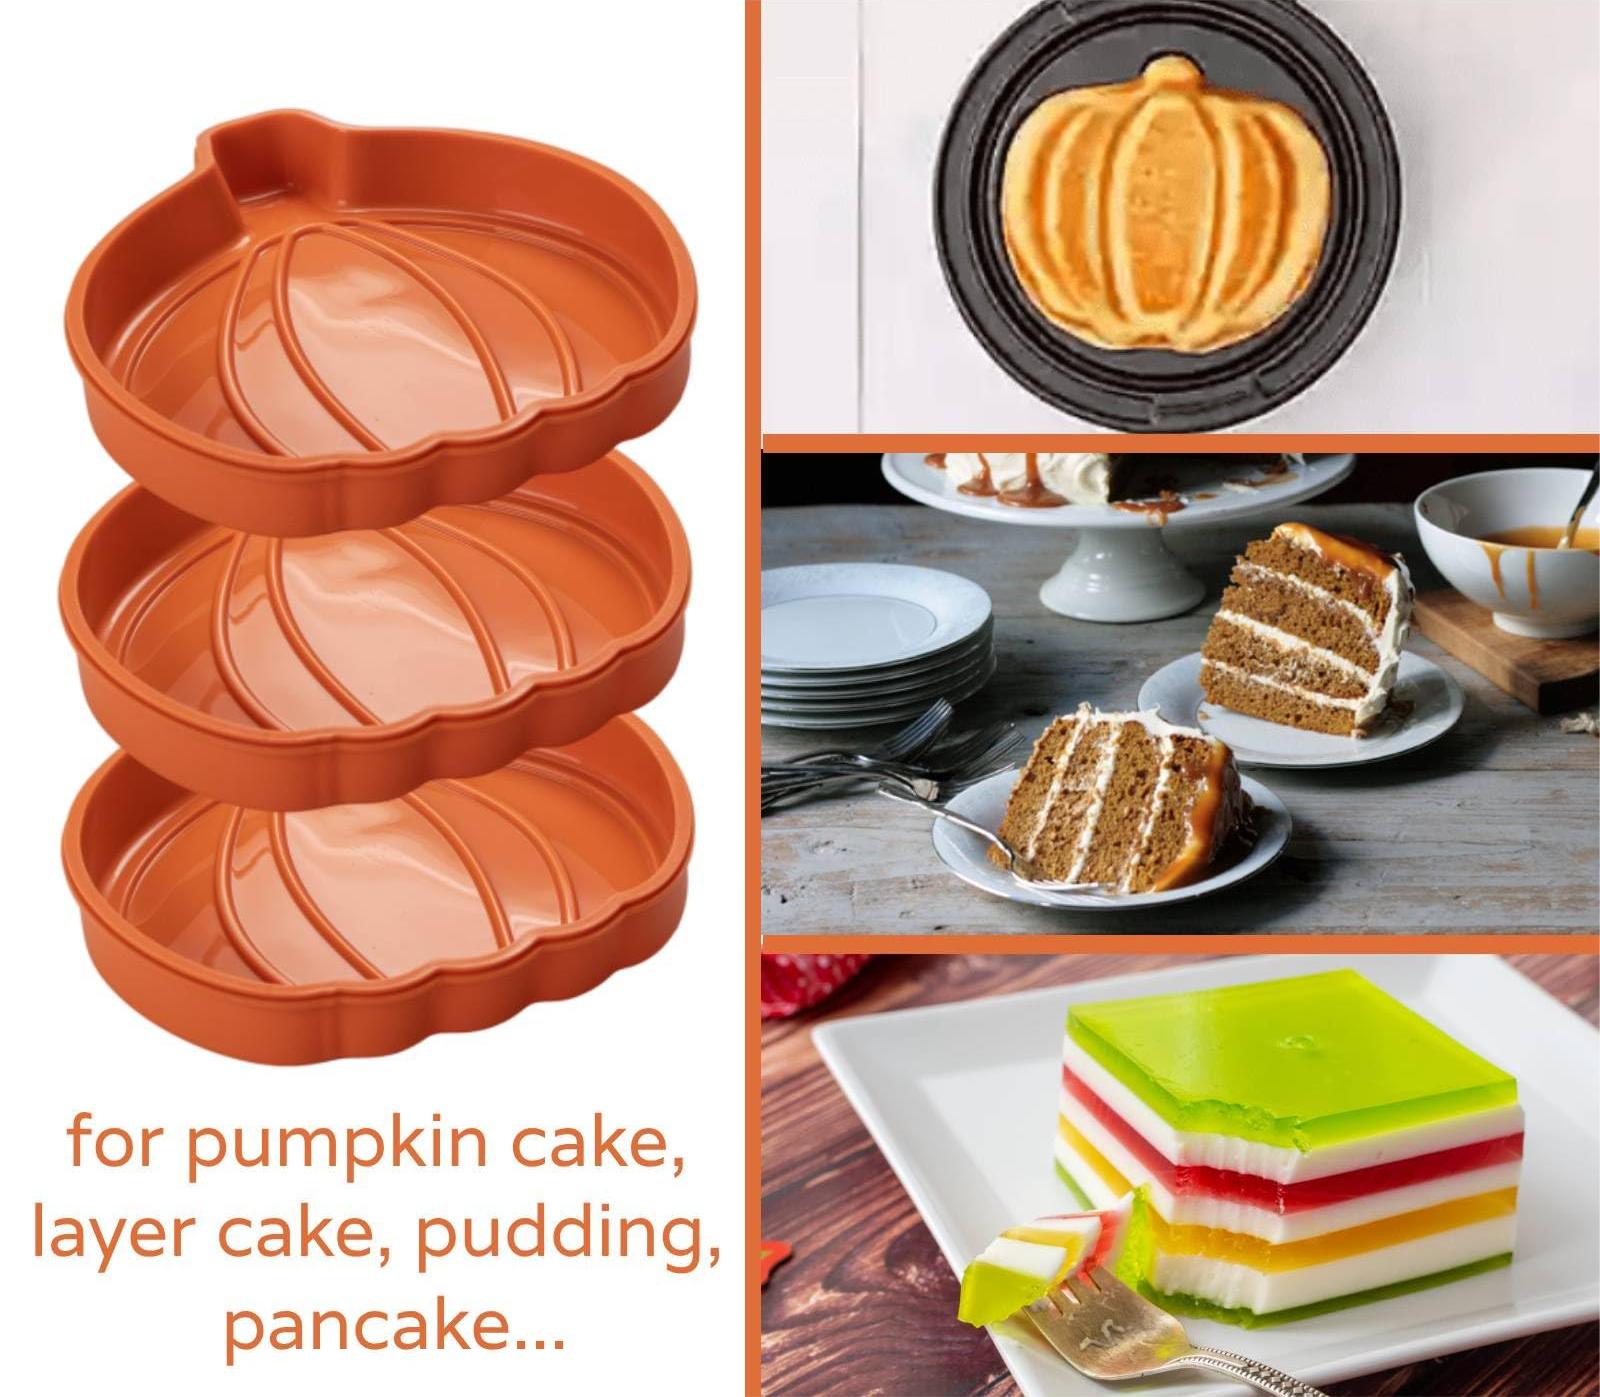 for pumpkin cake,
layer cake, pudding,
pancake...